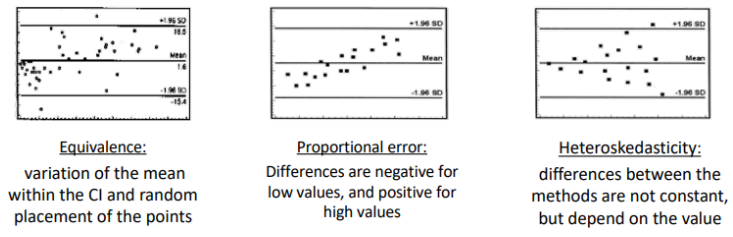 +1.96 SD
18.5
Mean
1.6
-1.96 SD
-15.4
+1.96 SD
Mean
-1.96 SD
+1.96 SD
Mean
-1.96 SD
Equivalence:
variation of the mean
within the CI and random
placement of the points
Proportional error:
Differences are negative for
low values, and positive for
high values
Heteroskedasticity:
differences between the
methods are not constant,
but depend on the value